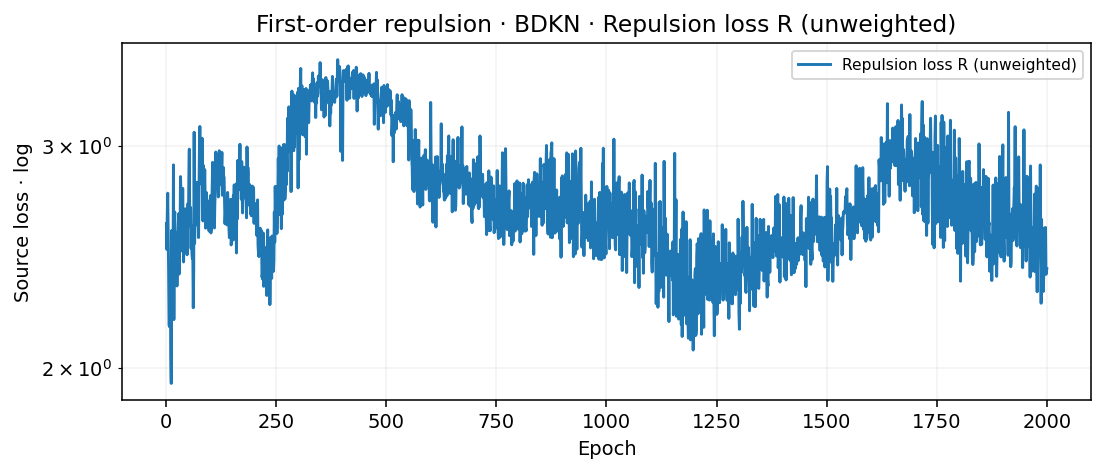 First-order repulsion · BDKN · Repulsion loss R (unweighted)
Repulsion loss R (unweighted)
Source loss · log
3 × 10⁰
2 × 10⁰
0 250 500 750 1000 1250 1500 1750 2000
Epoch